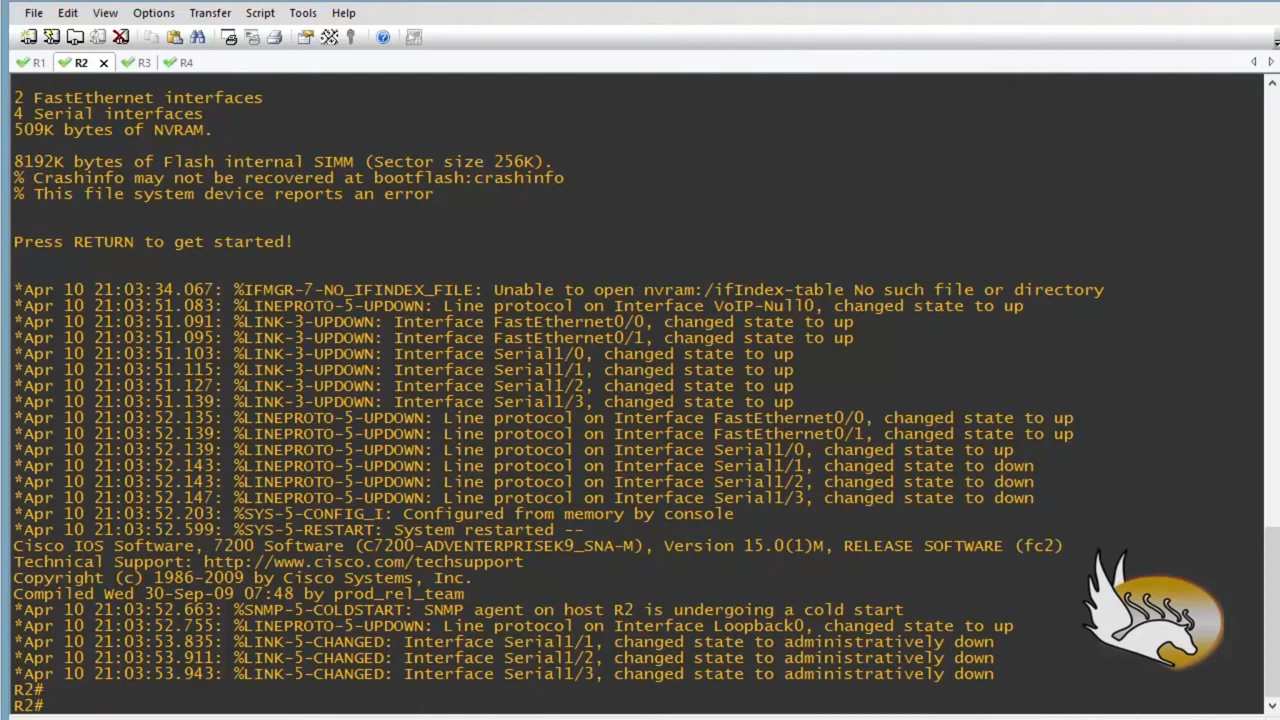 File Edit View Options Transfer Script Tools Help
R1 R2 x R3 R4
2 FastEthernet interfaces
4 Serial interfaces
509K bytes of NVRAM.
8192K bytes of Flash internal SIMM (Sector size 256K).
% Crashinfo may not be recovered at bootflash:crashinfo
% This file system device reports an error
Press RETURN to get started!
*Apr 10 21:03:34.067: %IFMGR-7-NO_IFINDEX_FILE: Unable to open nvram:/ifIndex-table No such file or directory
*Apr 10 21:03:51.083: %LINEPROTO-5-UPDOWN: Line protocol on Interface VoIP-Null0, changed state to up
*Apr 10 21:03:51.091: %LINK-3-UPDOWN: Interface FastEthernet0/0, changed state to up
*Apr 10 21:03:51.095: %LINK-3-UPDOWN: Interface FastEthernet0/1, changed state to up
*Apr 10 21:03:51.103: %LINK-3-UPDOWN: Interface Serial1/0, changed state to up
*Apr 10 21:03:51.115: %LINK-3-UPDOWN: Interface Serial1/1, changed state to up
*Apr 10 21:03:51.127: %LINK-3-UPDOWN: Interface Serial1/2, changed state to up
*Apr 10 21:03:51.139: %LINK-3-UPDOWN: Interface Serial1/3, changed state to up
*Apr 10 21:03:52.135: %LINEPROTO-5-UPDOWN: Line protocol on Interface FastEthernet0/0, changed state to up
*Apr 10 21:03:52.139: %LINEPROTO-5-UPDOWN: Line protocol on Interface FastEthernet0/1, changed state to up
*Apr 10 21:03:52.139: %LINEPROTO-5-UPDOWN: Line protocol on Interface Serial1/0, changed state to up
*Apr 10 21:03:52.143: %LINEPROTO-5-UPDOWN: Line protocol on Interface Serial1/1, changed state to down
*Apr 10 21:03:52.143: %LINEPROTO-5-UPDOWN: Line protocol on Interface Serial1/2, changed state to down
*Apr 10 21:03:52.147: %LINEPROTO-5-UPDOWN: Line protocol on Interface Serial1/3, changed state to down
*Apr 10 21:03:52.203: %SYS-5-CONFIG_I: Configured from memory by console
*Apr 10 21:03:52.599: %SYS-5-RESTART: System restarted --
Cisco IOS Software, 7200 Software (C7200-ADVENTERPRISEK9_SNA-M), Version 15.0(1)M, RELEASE SOFTWARE (fc2)
Technical Support: http://www.cisco.com/techsupport
Copyright (c) 1986-2009 by Cisco Systems, Inc.
Compiled Wed 30-Sep-09 07:48 by prod_rel_team
*Apr 10 21:03:52.663: %SNMP-5-COLDSTART: SNMP agent on host R2 is undergoing a cold start
*Apr 10 21:03:52.755: %LINEPROTO-5-UPDOWN: Line protocol on Interface Loopback0, changed state to up
*Apr 10 21:03:53.835: %LINK-5-CHANGED: Interface Serial1/1, changed state to administratively down
*Apr 10 21:03:53.911: %LINK-5-CHANGED: Interface Serial1/2, changed state to administratively down
*Apr 10 21:03:53.943: %LINK-5-CHANGED: Interface Serial1/3, changed state to administratively down
R2#
R2#